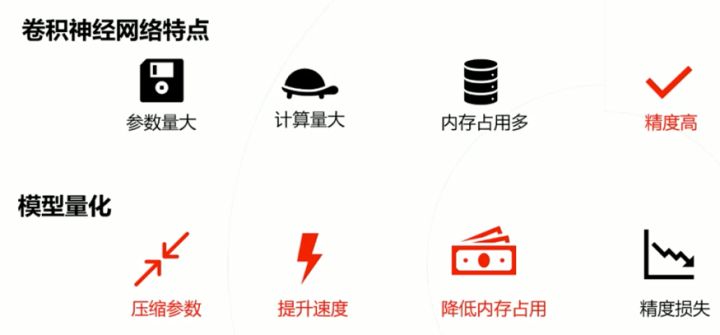 卷积神经网络特点
参数量大 计算量大 内存占用多 精度高
模型量化
压缩参数 提升速度 降低内存占用 精度损失